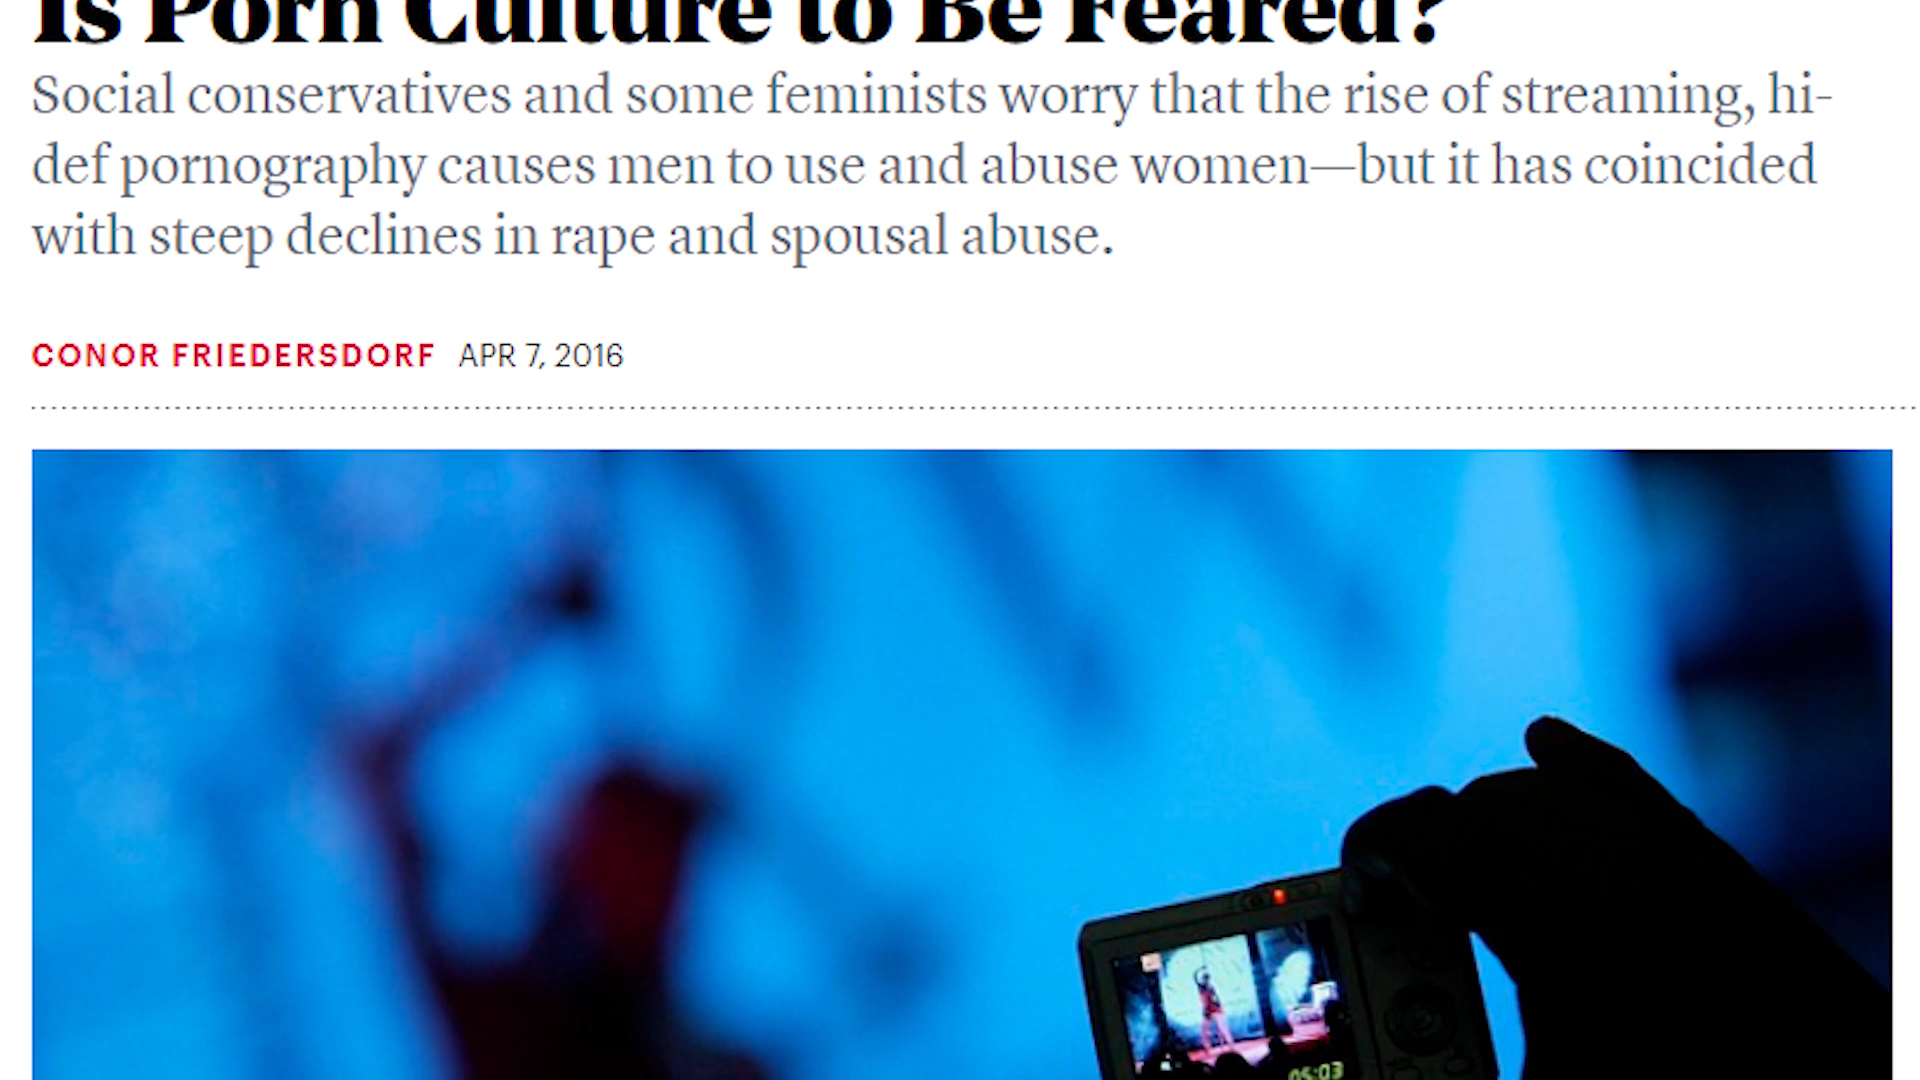 Is Porn Culture to Be Feared?
Social conservatives and some feminists worry that the rise of streaming, hi-
def pornography causes men to use and abuse women—but it has coincided
with steep declines in rape and spousal abuse.
CONOR FRIEDERSDORF APR 7, 2016
05:03